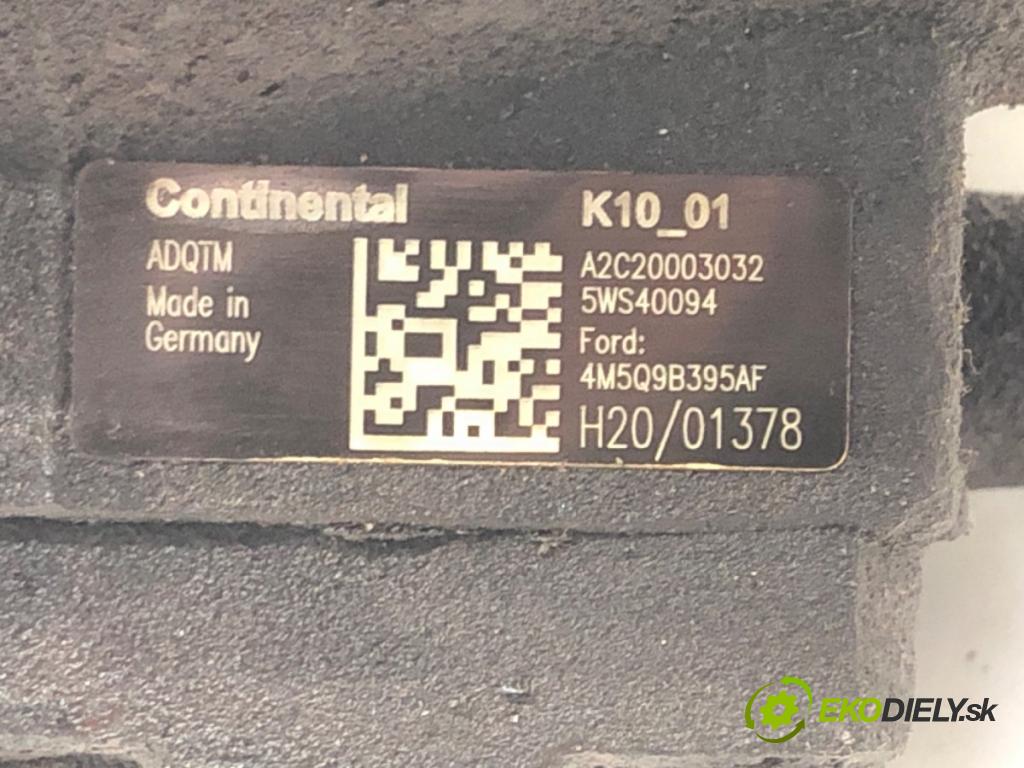 Continental
ADQTM
Made in
Germany
K10_01
A2C20003032
5WS40094
Ford:
4M5Q9B395AF
H20/01378
EKODIELY.sk